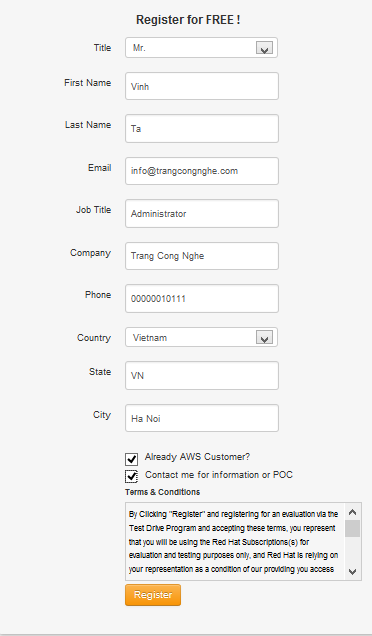 Register for FREE !
Title Mr.
First Name Vinh
Last Name Ta
Email info@trangcongnghe.com
Job Title Administrator
Company Trang Cong Nghe
Phone 00000010111
Country Vietnam
State VN
City Ha Noi
Already AWS Customer?
Contact me for information or POC
Terms & Conditions
By Clicking "Register" and registering for an evaluation via the
Test Drive Program and accepting these terms, you represent
that you will be using the Red Hat Subscriptions(s) for
evaluation and testing purposes only, and Red Hat is relying on
your representation as a condition of our providing you access
Register